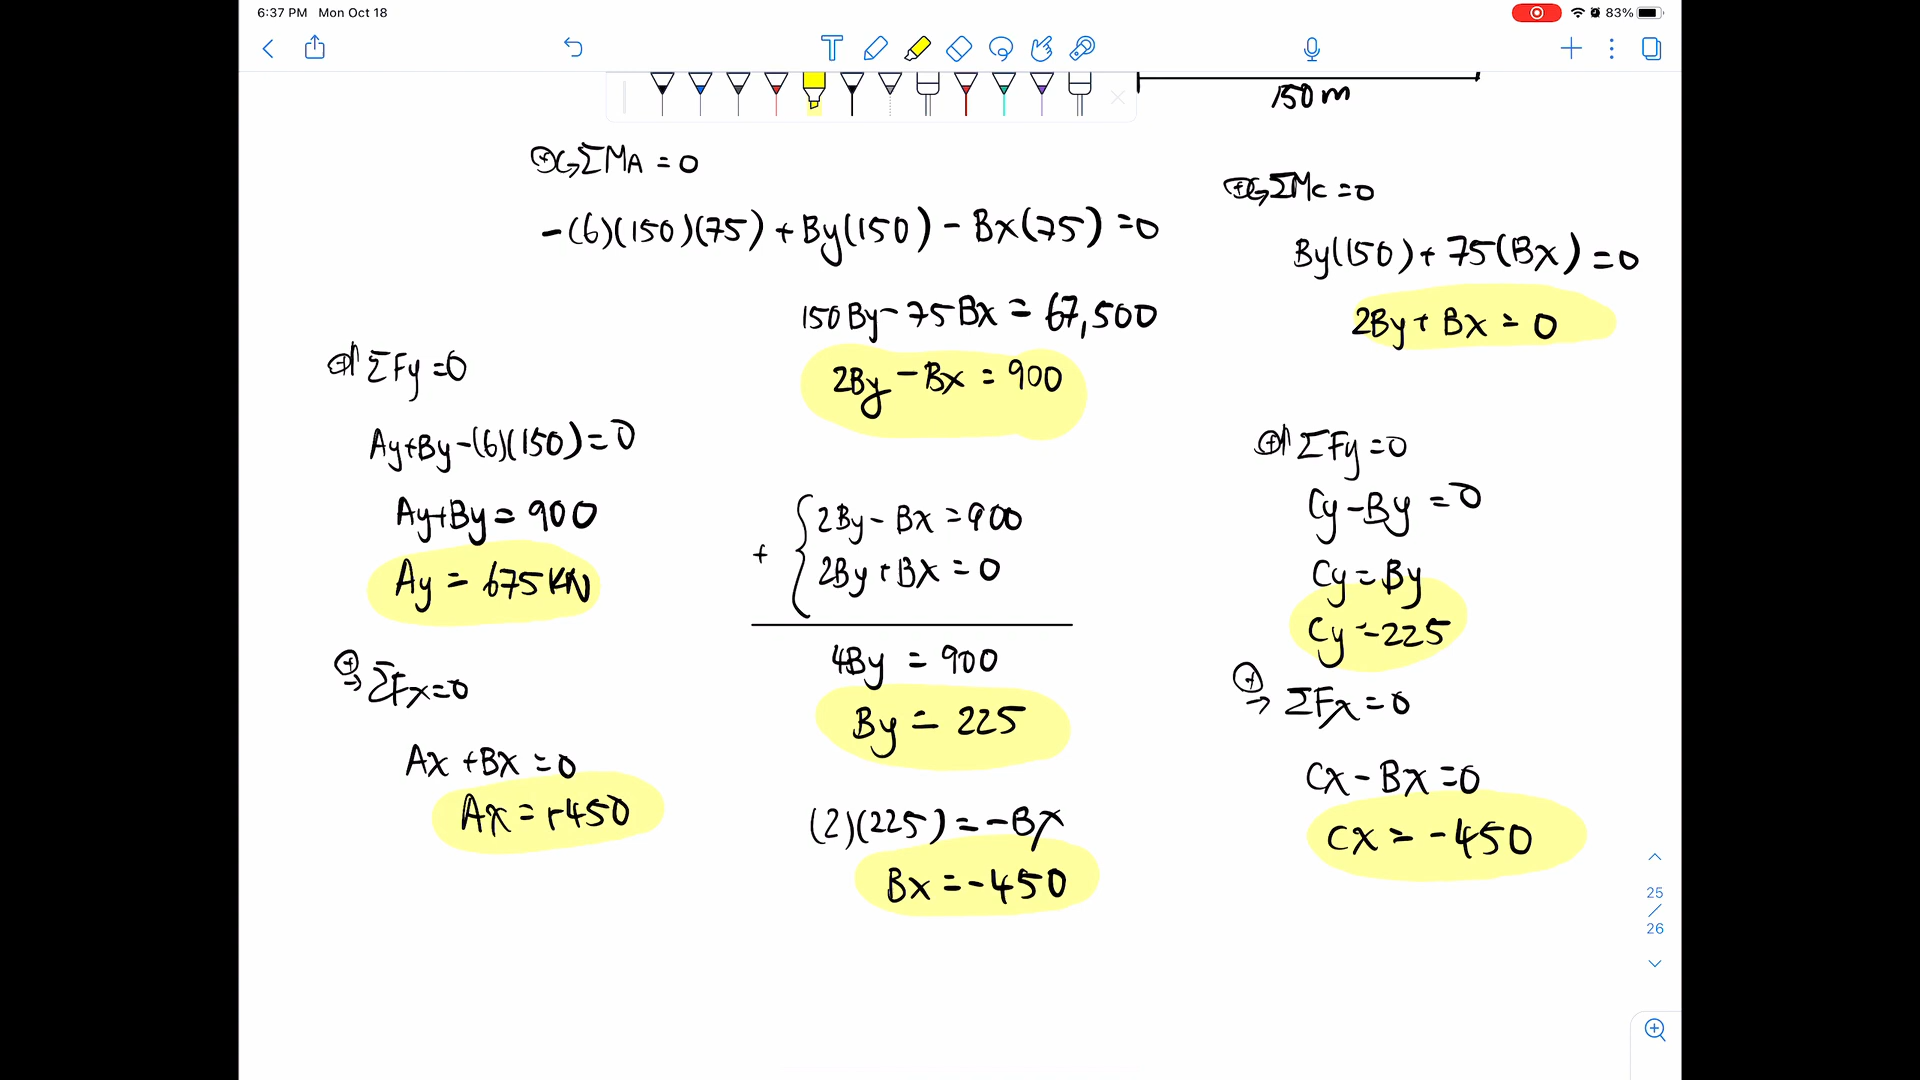 6:37 PM Mon Oct 18
83%
150 m
ΣMA = 0
-(6)(150)(75) + By(150) - Bx(75) = 0
150By - 75Bx = 67,500
2By - Bx = 900
ΣMc = 0
By(150) + 75(Bx) = 0
2By + Bx = 0
+↑ ΣFy = 0
Ay+By-(6)(150) = 0
Ay+By = 900
Ay = 675 KN
+→ ΣFx = 0
Ax + Bx = 0
Ax = +450
+ { 2By - Bx = 900
2By + Bx = 0
4By = 900
By = 225
(2)(225) = -Bx
Bx = -450
+↑ ΣFy = 0
Cy - By = 0
Cy = By
Cy = 225
+→ ΣFx = 0
Cx - Bx = 0
Cx = -450
25
/
26